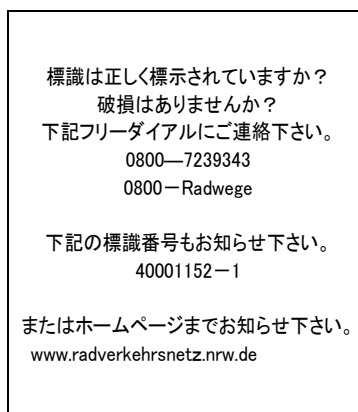 標識は正しく標示されていますか？
破損はありませんか？
下記フリーダイアルにご連絡下さい。
0800―7239343
0800－Radwege
下記の標識番号もお知らせ下さい。
40001152－1
またはホームページまでお知らせ下さい。
www.radverkehrsnetz.nrw.de